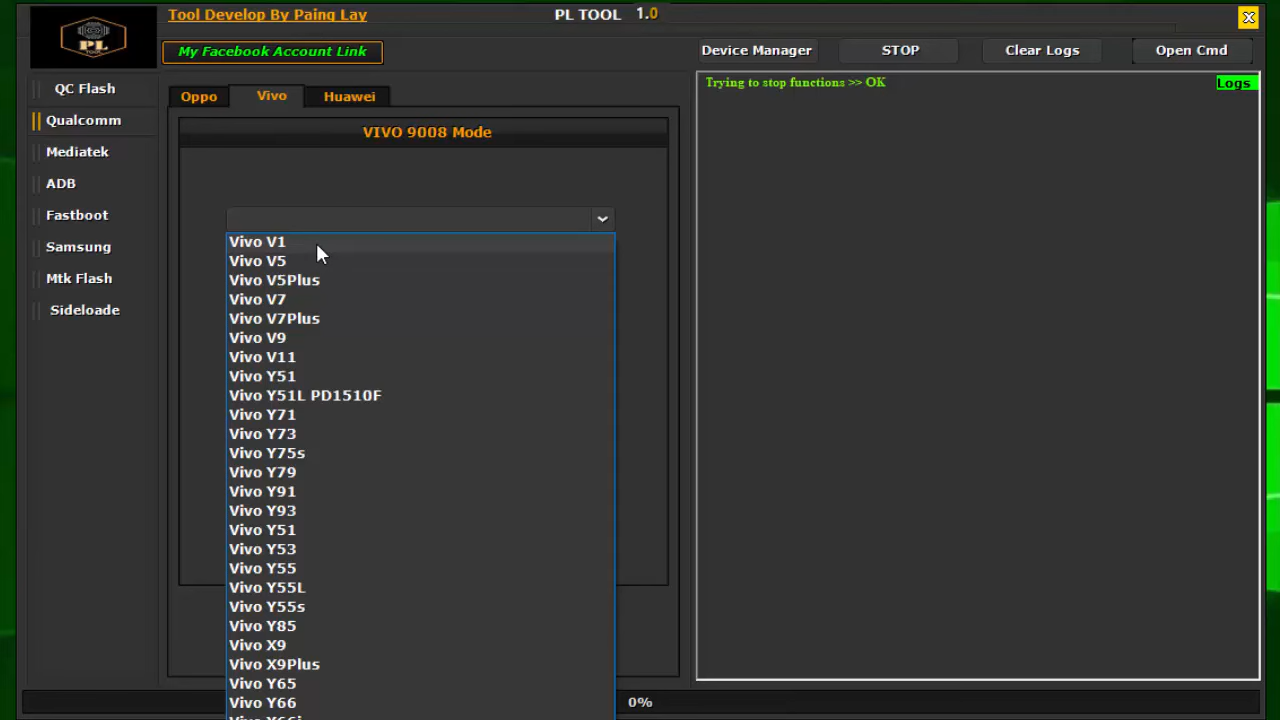 Tool Develop By Paing Lay
PL TOOL 1.0
PL
TOOL
My Facebook Account Link
Device Manager
STOP
Clear Logs
Open Cmd
QC Flash
Qualcomm
Mediatek
ADB
Fastboot
Samsung
Mtk Flash
Sideloade
Oppo
Vivo
Huawei
VIVO 9008 Mode
Vivo V1
Vivo V5
Vivo V5Plus
Vivo V7
Vivo V7Plus
Vivo V9
Vivo V11
Vivo Y51
Vivo Y51L PD1510F
Vivo Y71
Vivo Y73
Vivo Y75s
Vivo Y79
Vivo Y91
Vivo Y93
Vivo Y51
Vivo Y53
Vivo Y55
Vivo Y55L
Vivo Y55s
Vivo Y85
Vivo X9
Vivo X9Plus
Vivo Y65
Vivo Y66
Vivo Y66i
Trying to stop functions >> OK
Logs
0%